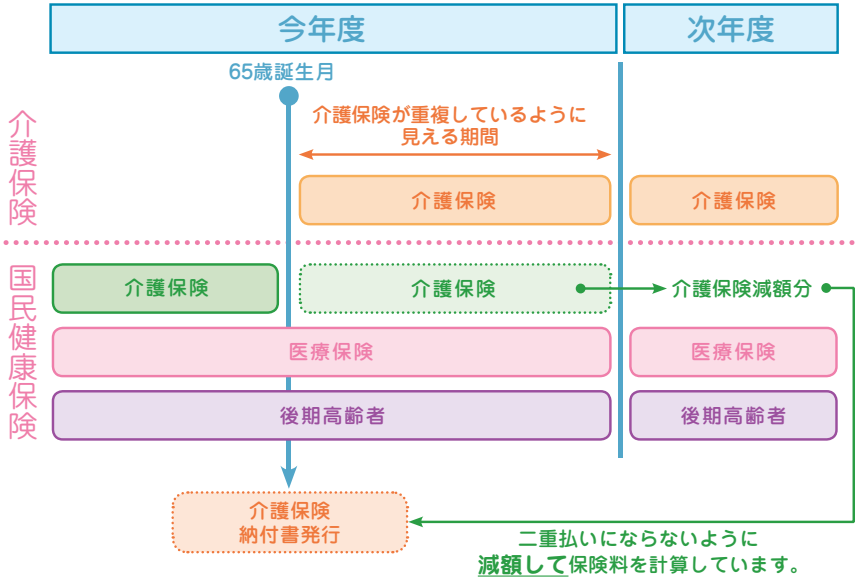 今年度
次年度
65歳誕生月
介護保険が重複しているように
見える期間
介護保険
介護保険
介護保険
国民健康保険
介護保険
介護保険
介護保険減額分
医療保険
医療保険
後期高齢者
後期高齢者
介護保険
納付書発行
二重払いにならないように
減額して保険料を計算しています。